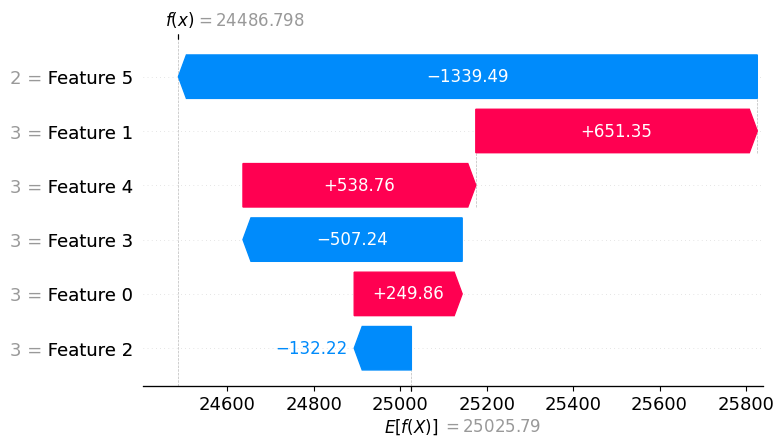 f(x) = 24486.798
2 = Feature 5
−1339.49
3 = Feature 1
+651.35
3 = Feature 4
+538.76
3 = Feature 3
−507.24
3 = Feature 0
+249.86
3 = Feature 2
−132.22
24600 24800 25000 25200 25400 25600 25800
E[f(X)] = 25025.79